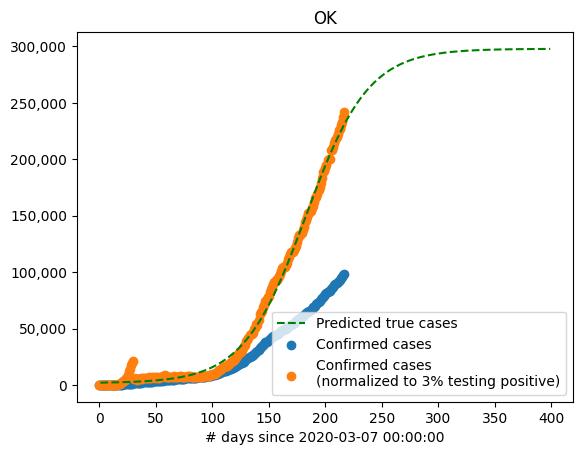 OK
300,000
250,000
200,000
150,000
100,000
50,000
0
Predicted true cases
Confirmed cases
Confirmed cases
(normalized to 3% testing positive)
0 50 100 150 200 250 300 350 400
# days since 2020-03-07 00:00:00